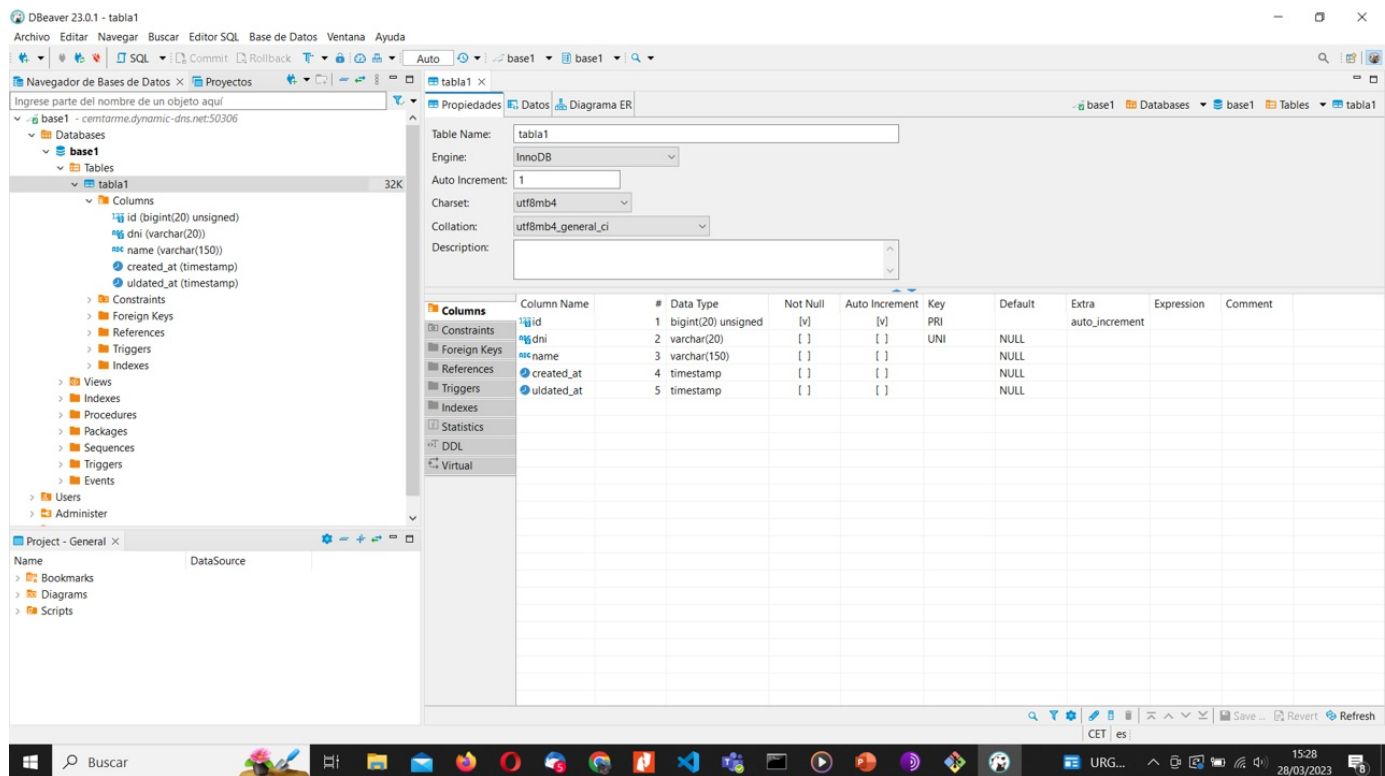 DBeaver 23.0.1 - tabla1
Archivo Editar Navegar Buscar Editor SQL Base de Datos Ventana Ayuda
SQL Commit Rollback Auto base1 base1
Navegador de Bases de Datos Proyectos
Ingrese parte del nombre de un objeto aquí
base1 - cemtarme.dynamic-dns.net:50306
Databases
base1
Tables
tabla1 32K
Columns
id (bigint(20) unsigned)
dni (varchar(20))
name (varchar(150))
created_at (timestamp)
uldated_at (timestamp)
Constraints
Foreign Keys
References
Triggers
Indexes
Views
Indexes
Procedures
Packages
Sequences
Triggers
Events
Users
Administer
Project - General
Name DataSource
Bookmarks
Diagrams
Scripts
tabla1
Propiedades Datos Diagrama ER base1 Databases base1 Tables tabla1
Table Name: tabla1
Engine: InnoDB
Auto Increment: 1
Charset: utf8mb4
Collation: utf8mb4_general_ci
Description:
Columns
Constraints
Foreign Keys
References
Triggers
Indexes
Statistics
DDL
Virtual
Column Name # Data Type Not Null Auto Increment Key Default Extra Expression Comment
123 id 1 bigint(20) unsigned [v] [v] PRI auto_increment
dni 2 varchar(20) [ ] [ ] UNI NULL
ABC name 3 varchar(150) [ ] [ ] NULL
created_at 4 timestamp [ ] [ ] NULL
uldated_at 5 timestamp [ ] [ ] NULL
Save ... Revert Refresh
CET es
Buscar
URG... 15:28
28/03/2023
8